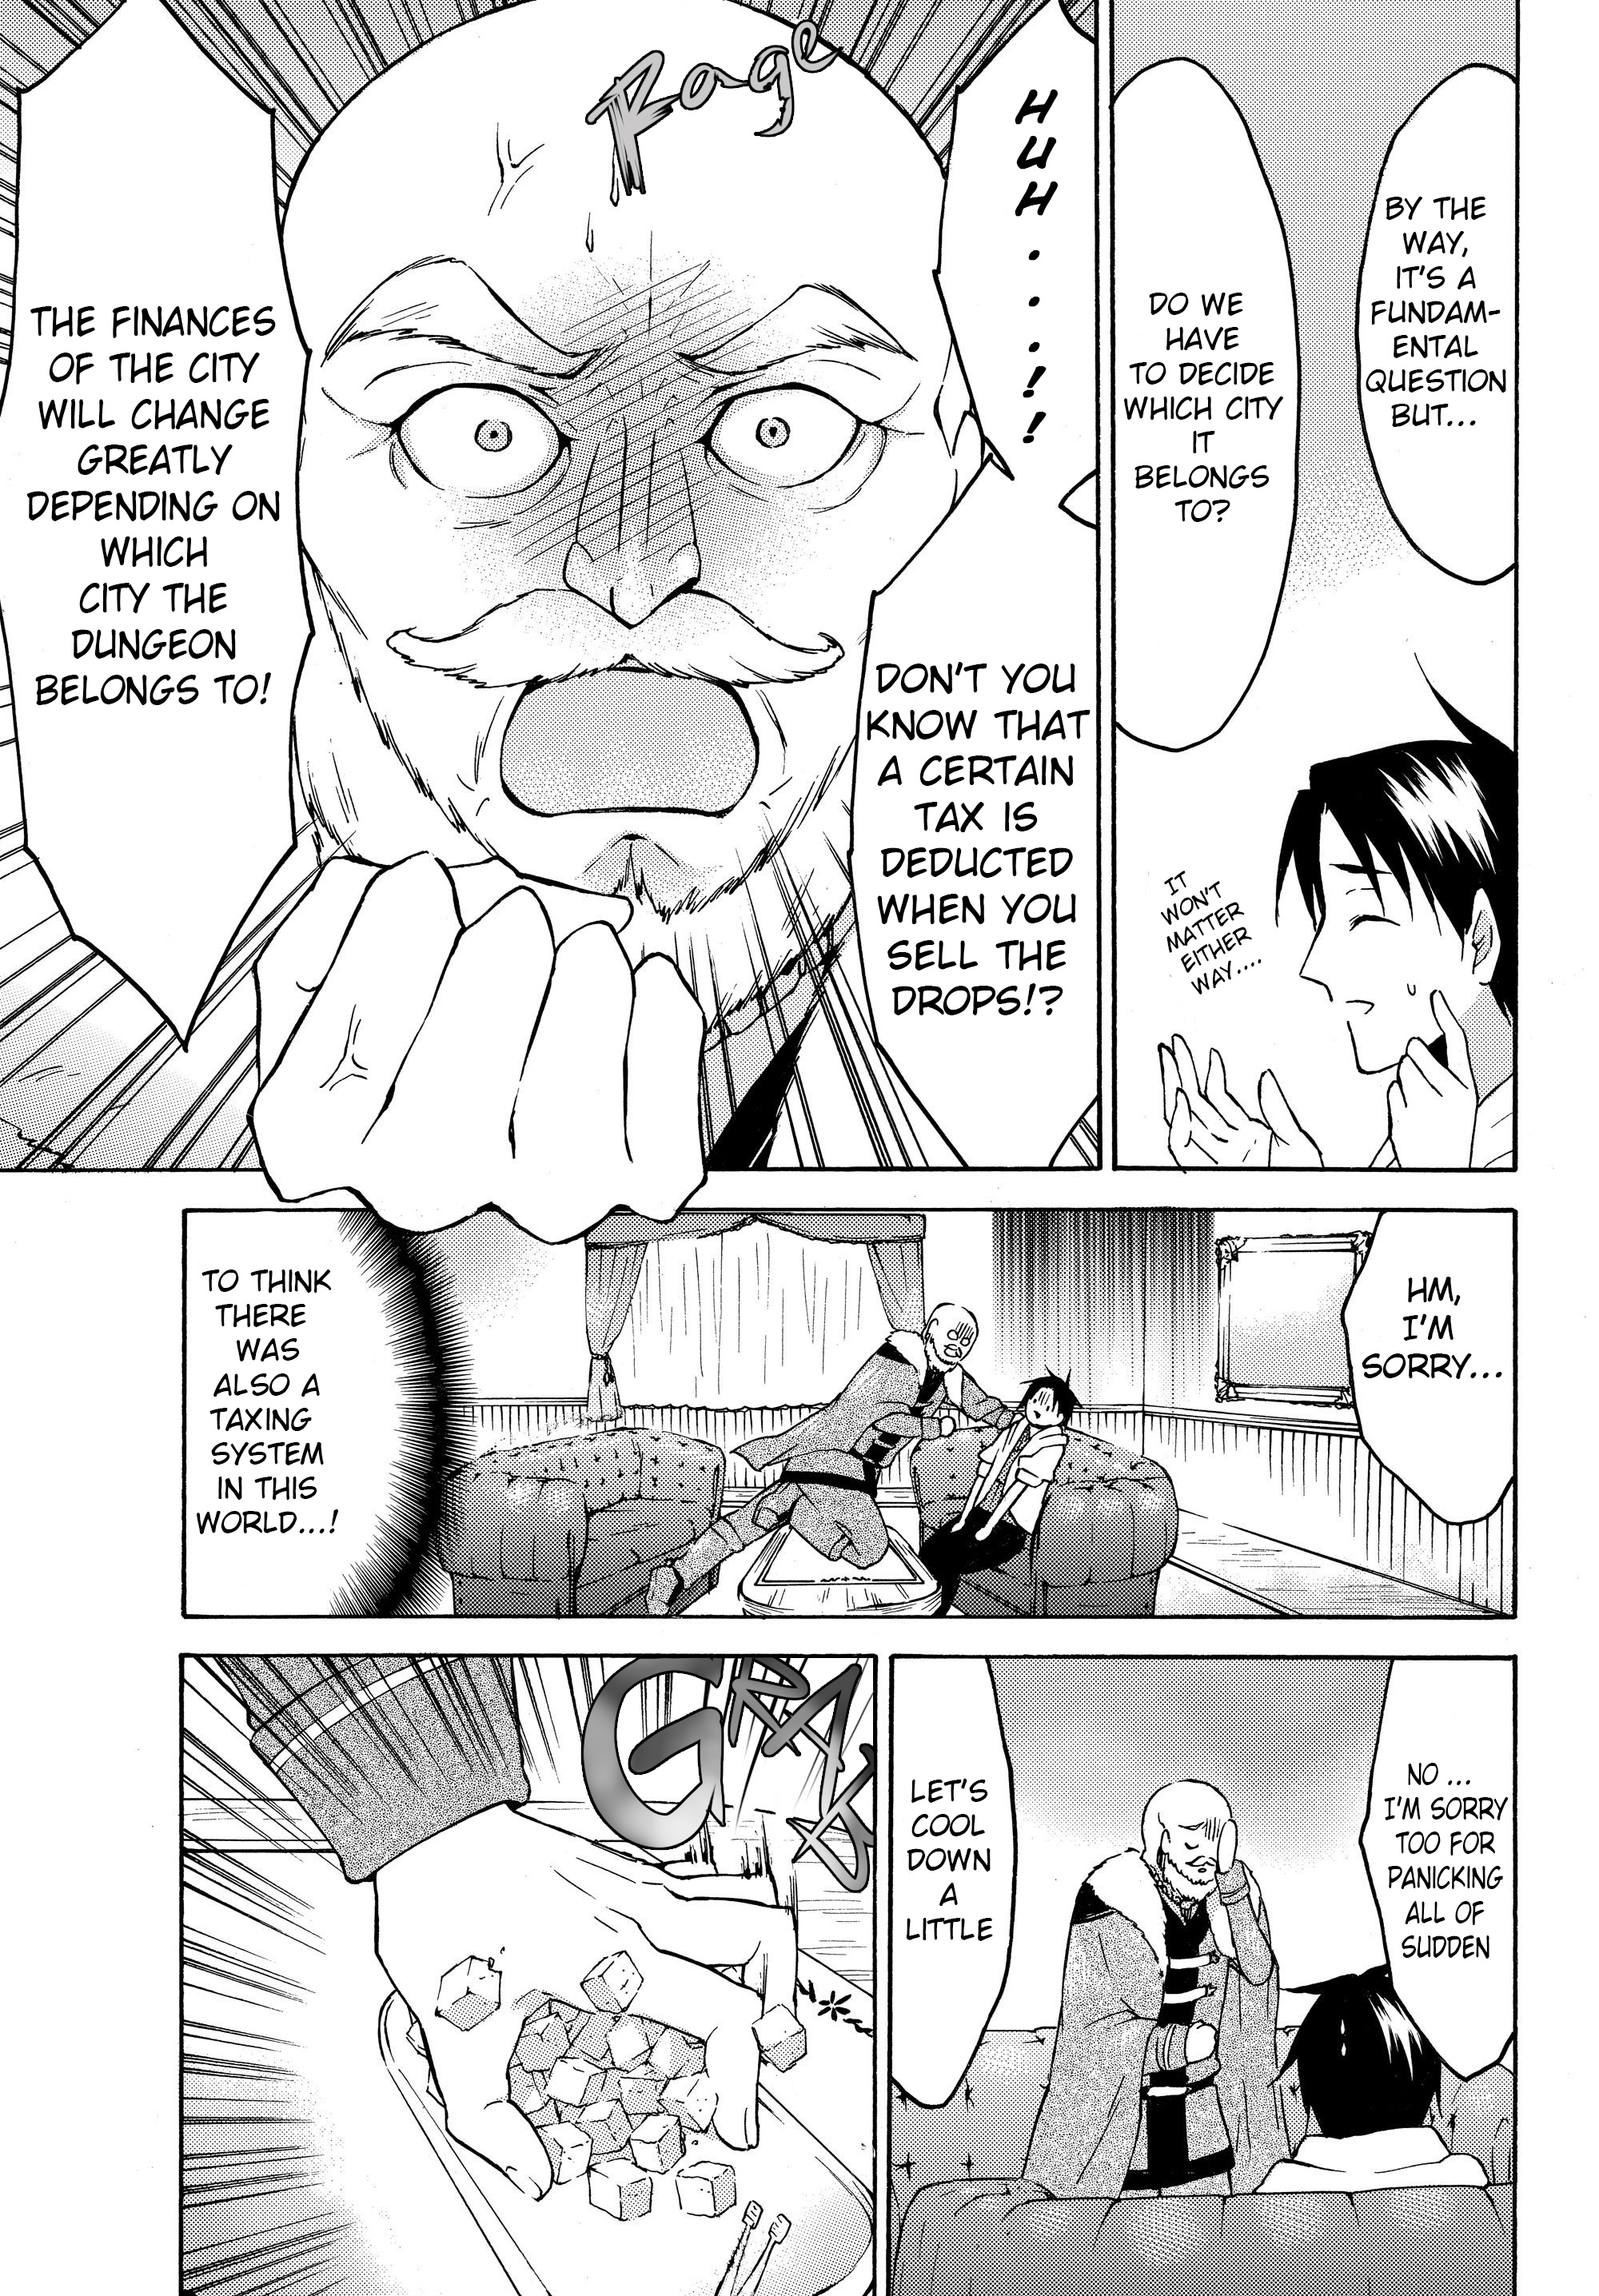 BY THE
WAY,
IT'S A
FUNDAM-
ENTAL
QUESTION
BUT...
DO WE
HAVE
TO DECIDE
WHICH CITY
IT
BELONGS
TO?
IT
WON'T
MATTER
EITHER
WAY....
Rage
HUH...!!
DON'T YOU
KNOW THAT
A CERTAIN
TAX IS
DEDUCTED
WHEN YOU
SELL THE
DROPS!?
THE FINANCES
OF THE CITY
WILL CHANGE
GREATLY
DEPENDING ON
WHICH
CITY THE
DUNGEON
BELONGS TO!
HM,
I'M
SORRY...
TO THINK
THERE
WAS
ALSO A
TAXING
SYSTEM
IN THIS
WORLD...!
NO ...
I'M SORRY
TOO FOR
PANICKING
ALL OF
SUDDEN
LET'S
COOL
DOWN
A
LITTLE